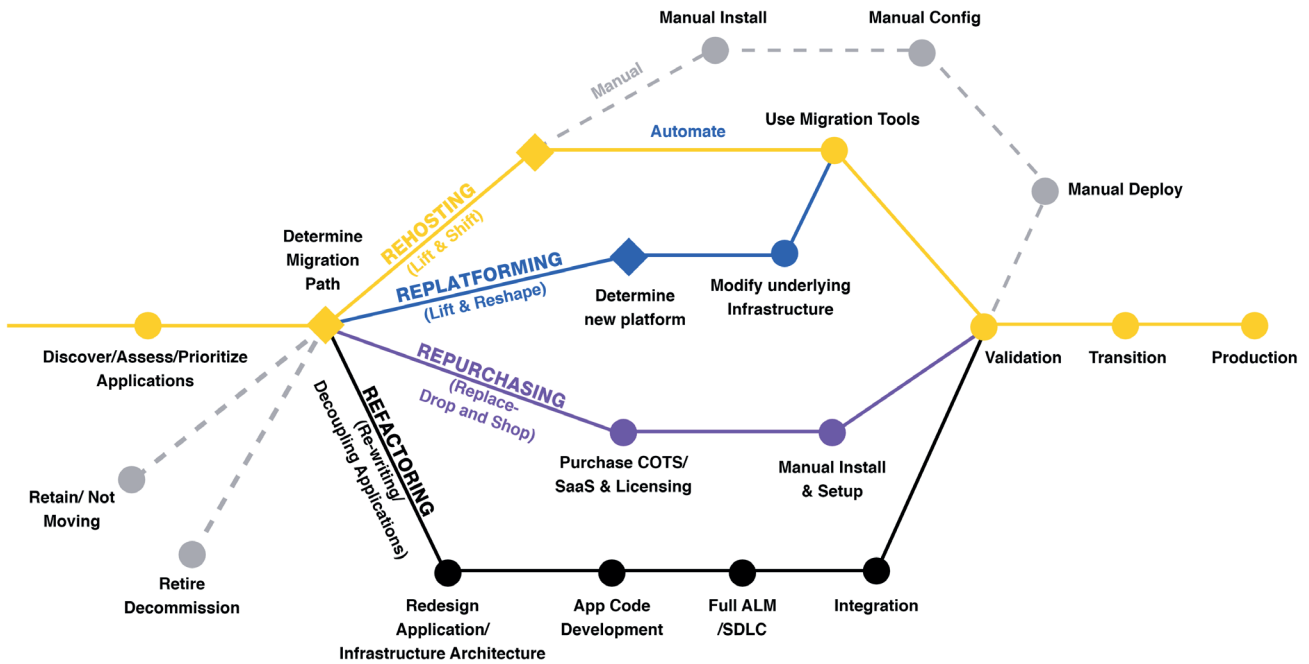 Manual Install
Manual Config
Manual
Automate
Use Migration Tools
Manual Deploy
REHOSTING
(Lift & Shift)
Determine
Migration
Path
REPLATFORMING
(Lift & Reshape)
Determine
new platform
Modify underlying
Infrastructure
Discover/Assess/Prioritize
Applications
Validation
Transition
Production
REPURCHASING
(Replace-
Drop and Shop)
Purchase COTS/
SaaS & Licensing
Manual Install
& Setup
REFACTORING
(Re-writing/
Decoupling Applications)
Retain/ Not
Moving
Retire
Decommission
Redesign
Application/
Infrastructure Architecture
App Code
Development
Full ALM
/SDLC
Integration